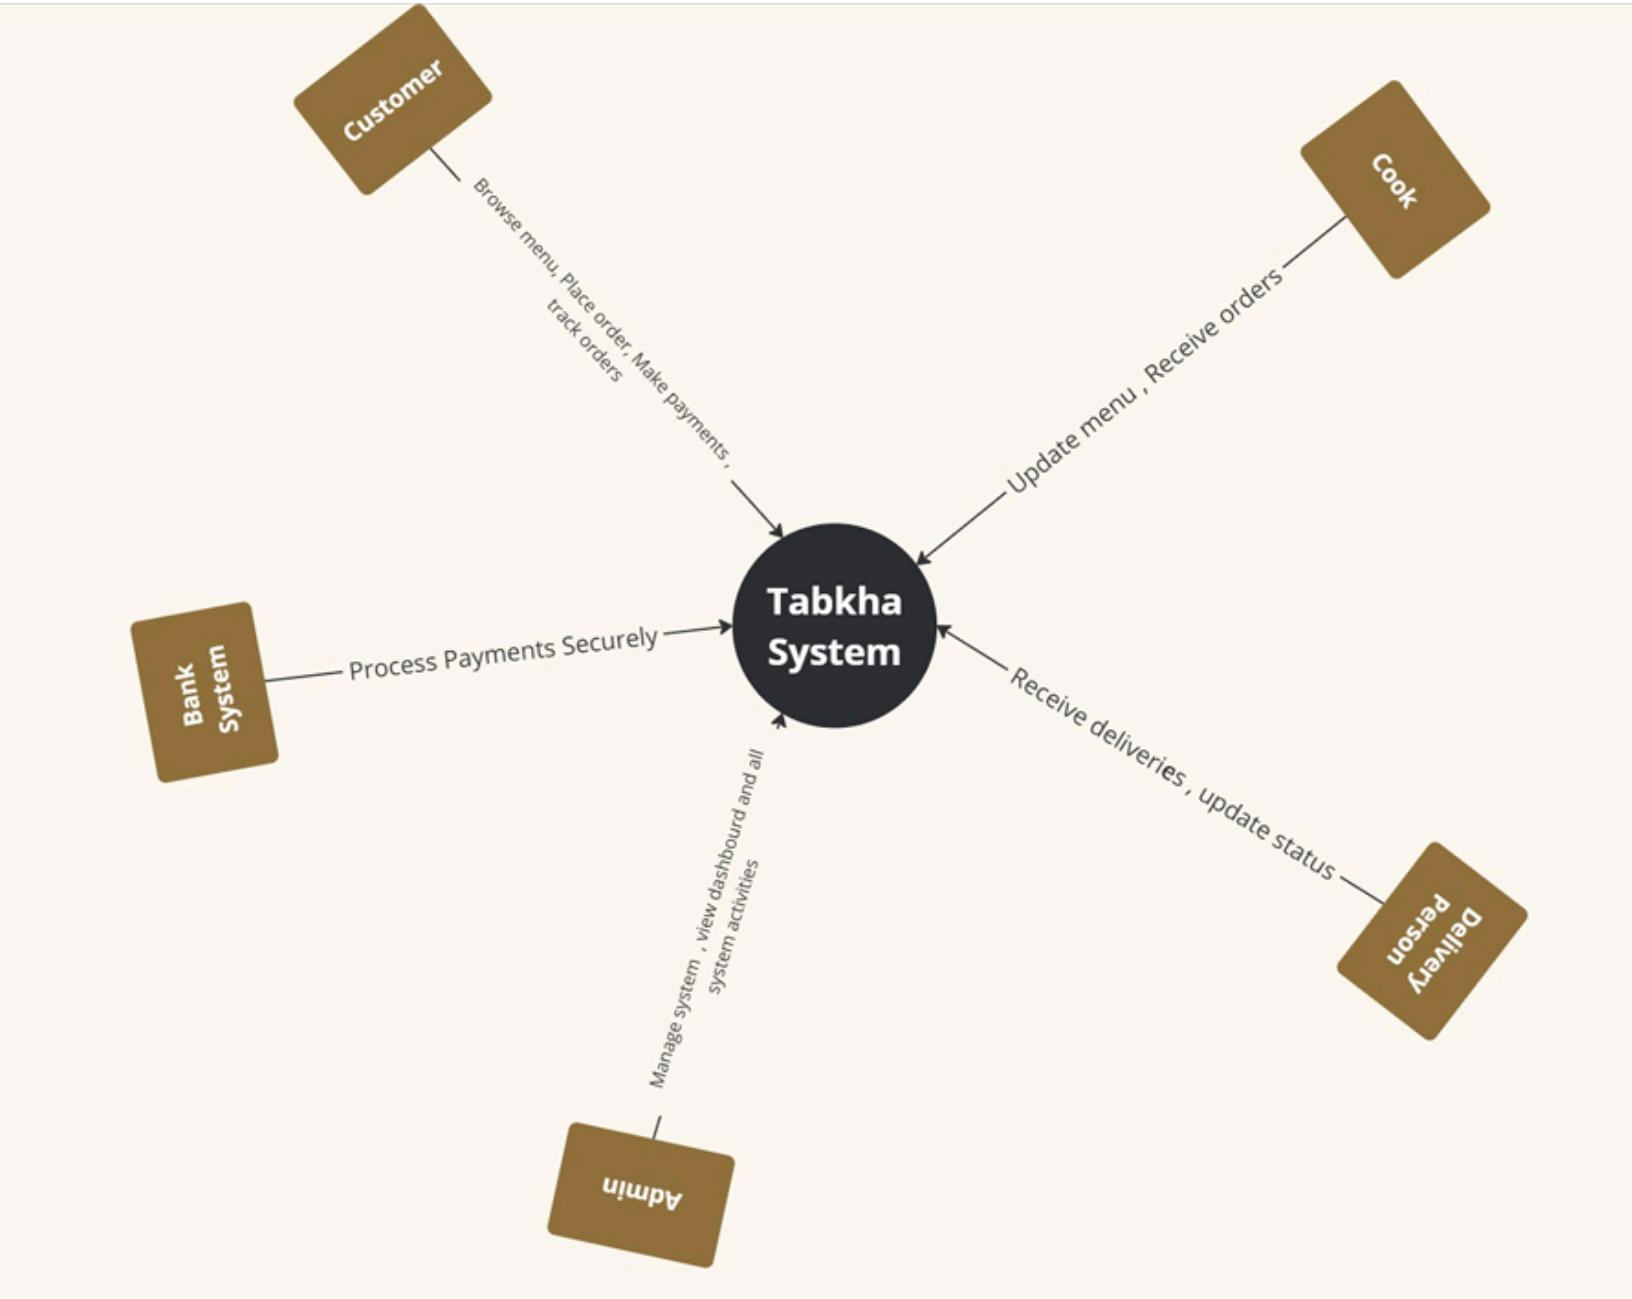 Customer
Browse menu, Place order, Make payments ,
track orders
Cook
Update menu , Receive orders
Tabkha
System
Bank
System
Process Payments Securely
Receive deliveries , update status
Delivery
Person
Manage system , view dashbourd and all
system activities
Admin